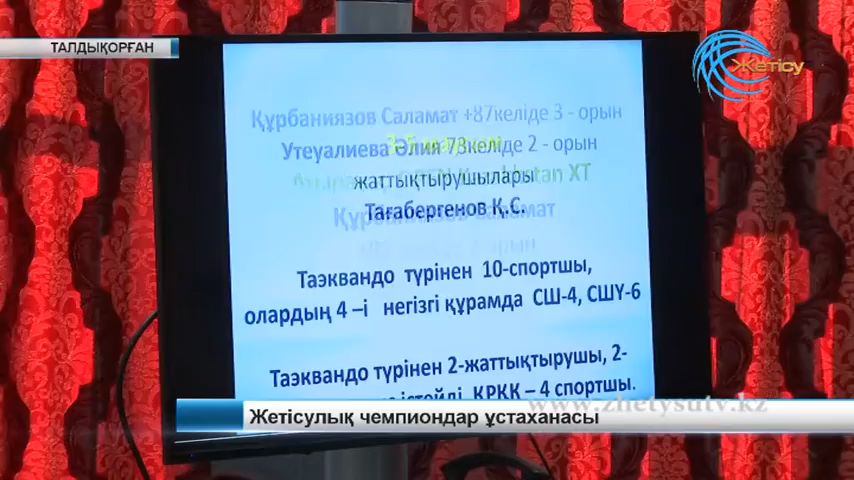 ТАЛДЫҚОРҒАН
Жетісу
Құрбаниязов Саламат +87келіде 3 - орын
Утеуалиева Әлия 73келіде 2 - орын
жаттықтырушылары
Тағабергенов Қ.С.
Таэквандо түрінен 10-спортшы,
олардың 4 –і негізгі құрамда СШ-4, СШҮ-6
Таэквандо түрінен 2-жаттықтырушы, 2-
КРКК – 4 спортшы.
www.zhetysutv.kz
Жетісулық чемпиондар ұстаханасы